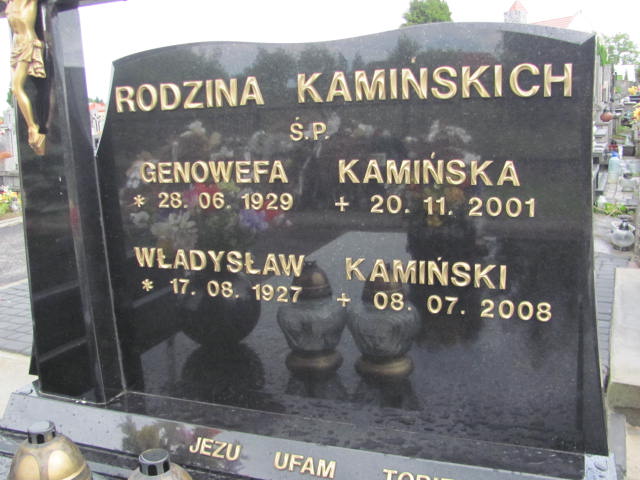 RODZINA KAMIŃSKICH
Ś.P.
GENOWEFA KAMIŃSKA
* 28. 06. 1929 + 20. 11. 2001
WŁADYSŁAW KAMIŃSKI
* 17. 08. 1927 + 08. 07. 2008
JEZU UFAM TOBIE